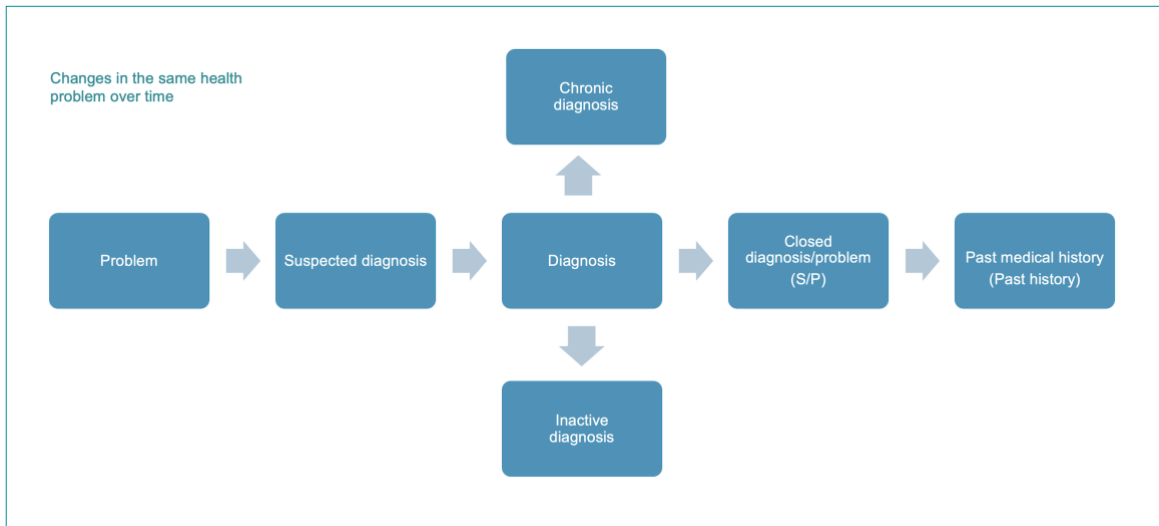 Changes in the same health
problem over time
Chronic
diagnosis
Problem
Suspected diagnosis
Diagnosis
Closed
diagnosis/problem
(S/P)
Past medical history
(Past history)
Inactive
diagnosis